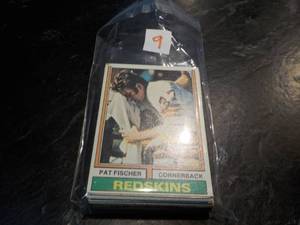 9
PAT FISCHER CORNERBACK
REDSKINS